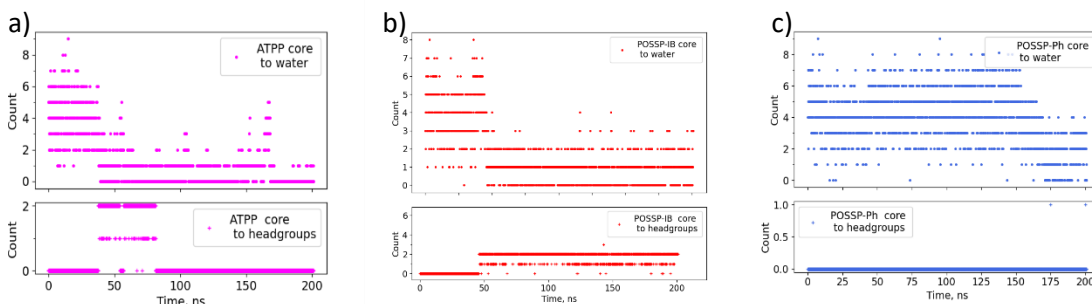 a)
ATPP core
to water
Count
8
6
4
2
0
ATPP core
to headgroups
Count
2
1
0
0 50 100 150 200
Time, ns
b)
POSSP-IB core
to water
Count
8
7
6
5
4
3
2
1
0
POSSP-IB core
to headgroups
Count
6
4
2
0
0 50 100 150 200
Time, ns
c)
POSSP-Ph core
to water
Count
8
6
4
2
0
POSSP-Ph core
to headgroups
Count
1.0
0.5
0.0
0 25 50 75 100 125 150 175 200
Time, ns